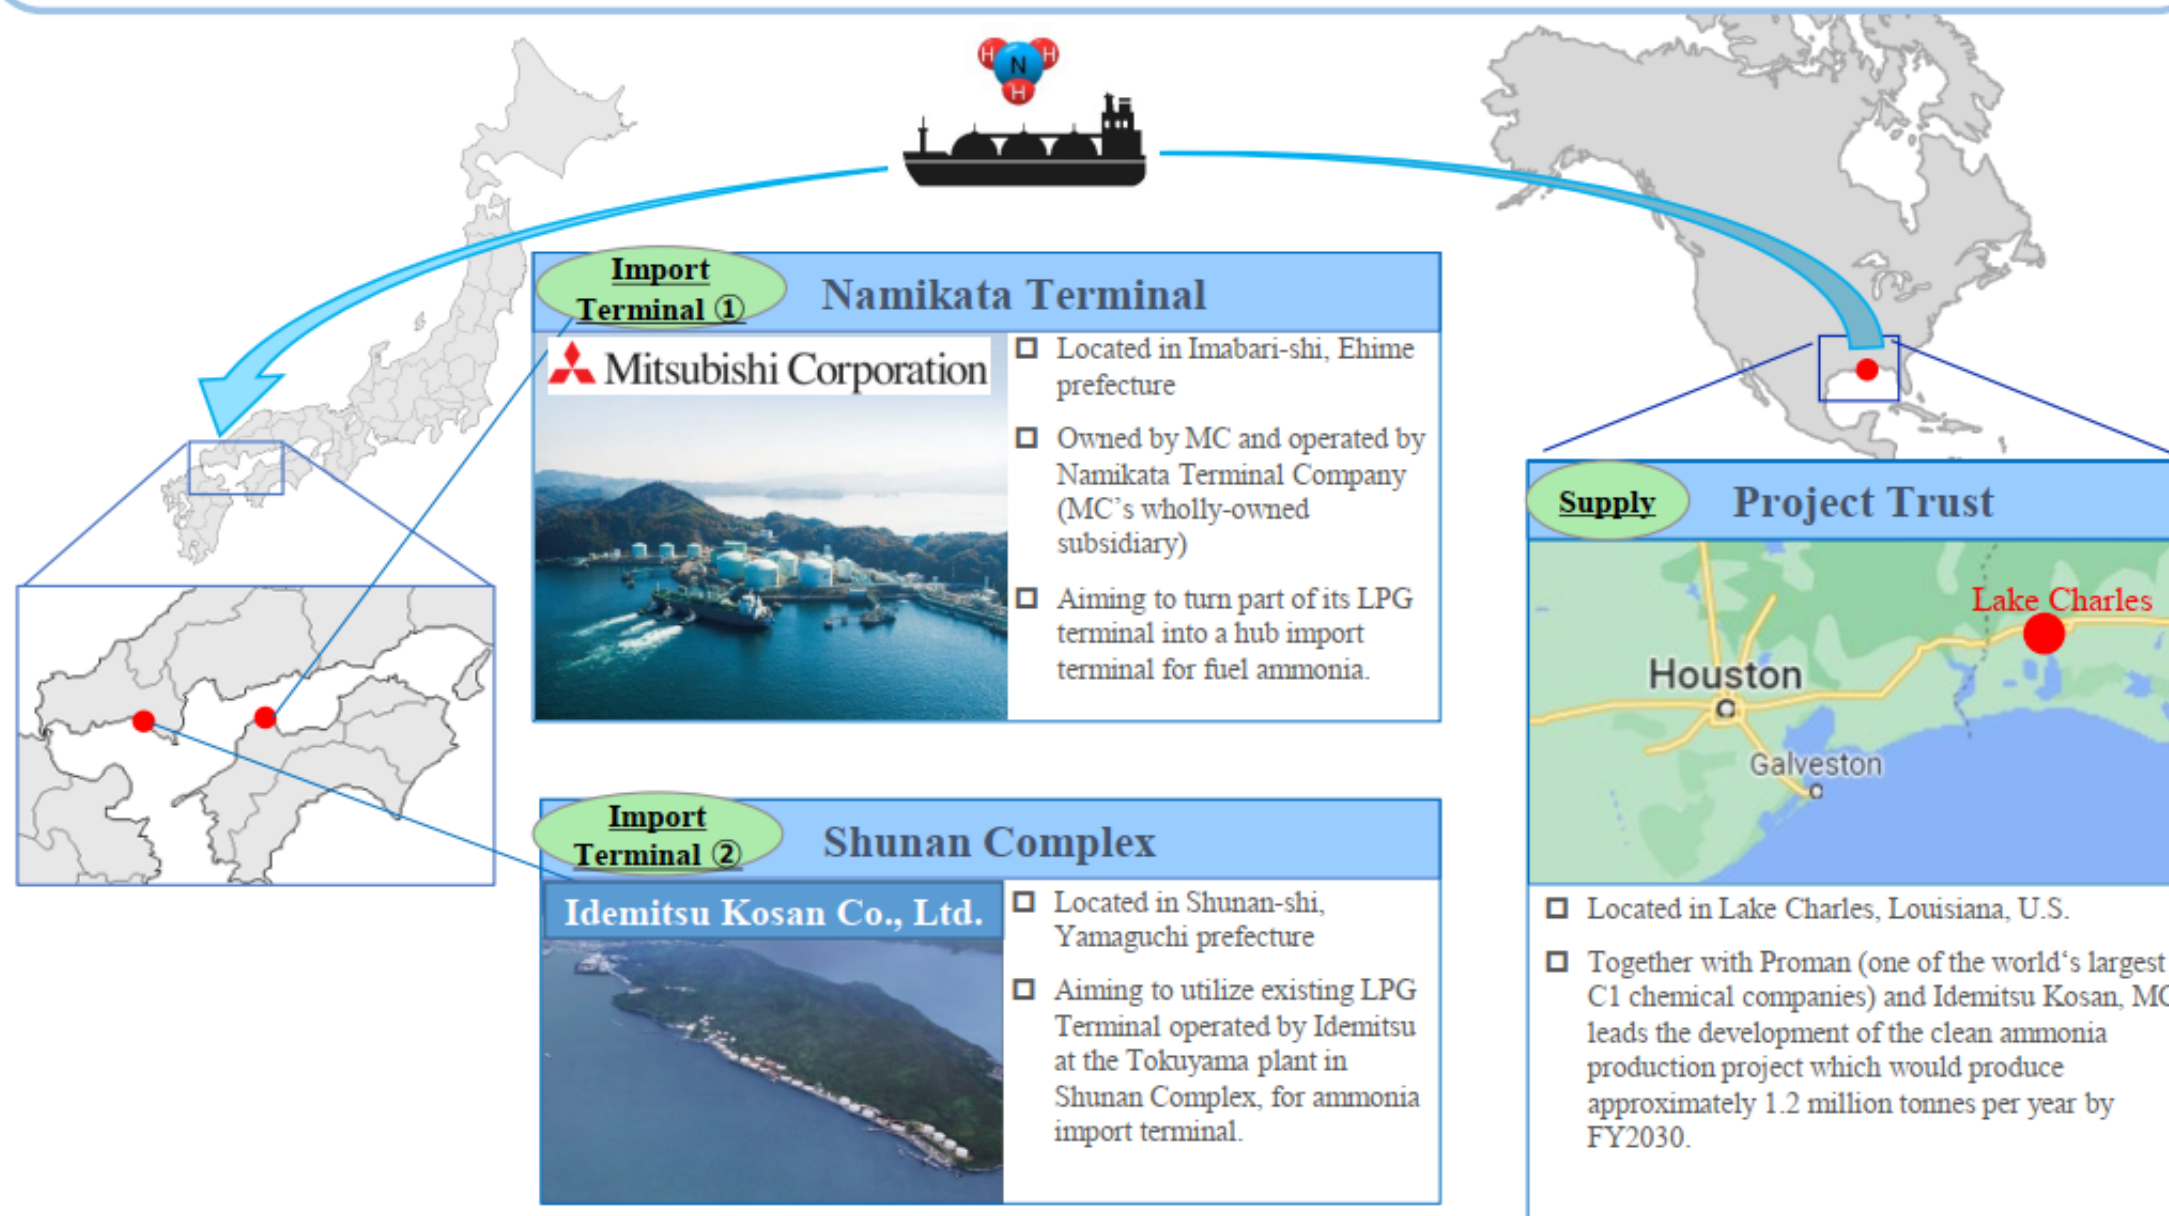 H
N
H
H
Import
Terminal ①
Namikata Terminal
Mitsubishi Corporation
Located in Imabari-shi, Ehime
prefecture
Owned by MC and operated by
Namikata Terminal Company
(MC’s wholly-owned
subsidiary)
Aiming to turn part of its LPG
terminal into a hub import
terminal for fuel ammonia.
Import
Terminal ②
Shunan Complex
Idemitsu Kosan Co., Ltd.
Located in Shunan-shi,
Yamaguchi prefecture
Aiming to utilize existing LPG
Terminal operated by Idemitsu
at the Tokuyama plant in
Shunan Complex, for ammonia
import terminal.
Supply
Project Trust
Lake Charles
Houston
Galveston
Located in Lake Charles, Louisiana, U.S.
Together with Proman (one of the world‘s largest
C1 chemical companies) and Idemitsu Kosan, MC
leads the development of the clean ammonia
production project which would produce
approximately 1.2 million tonnes per year by
FY2030.